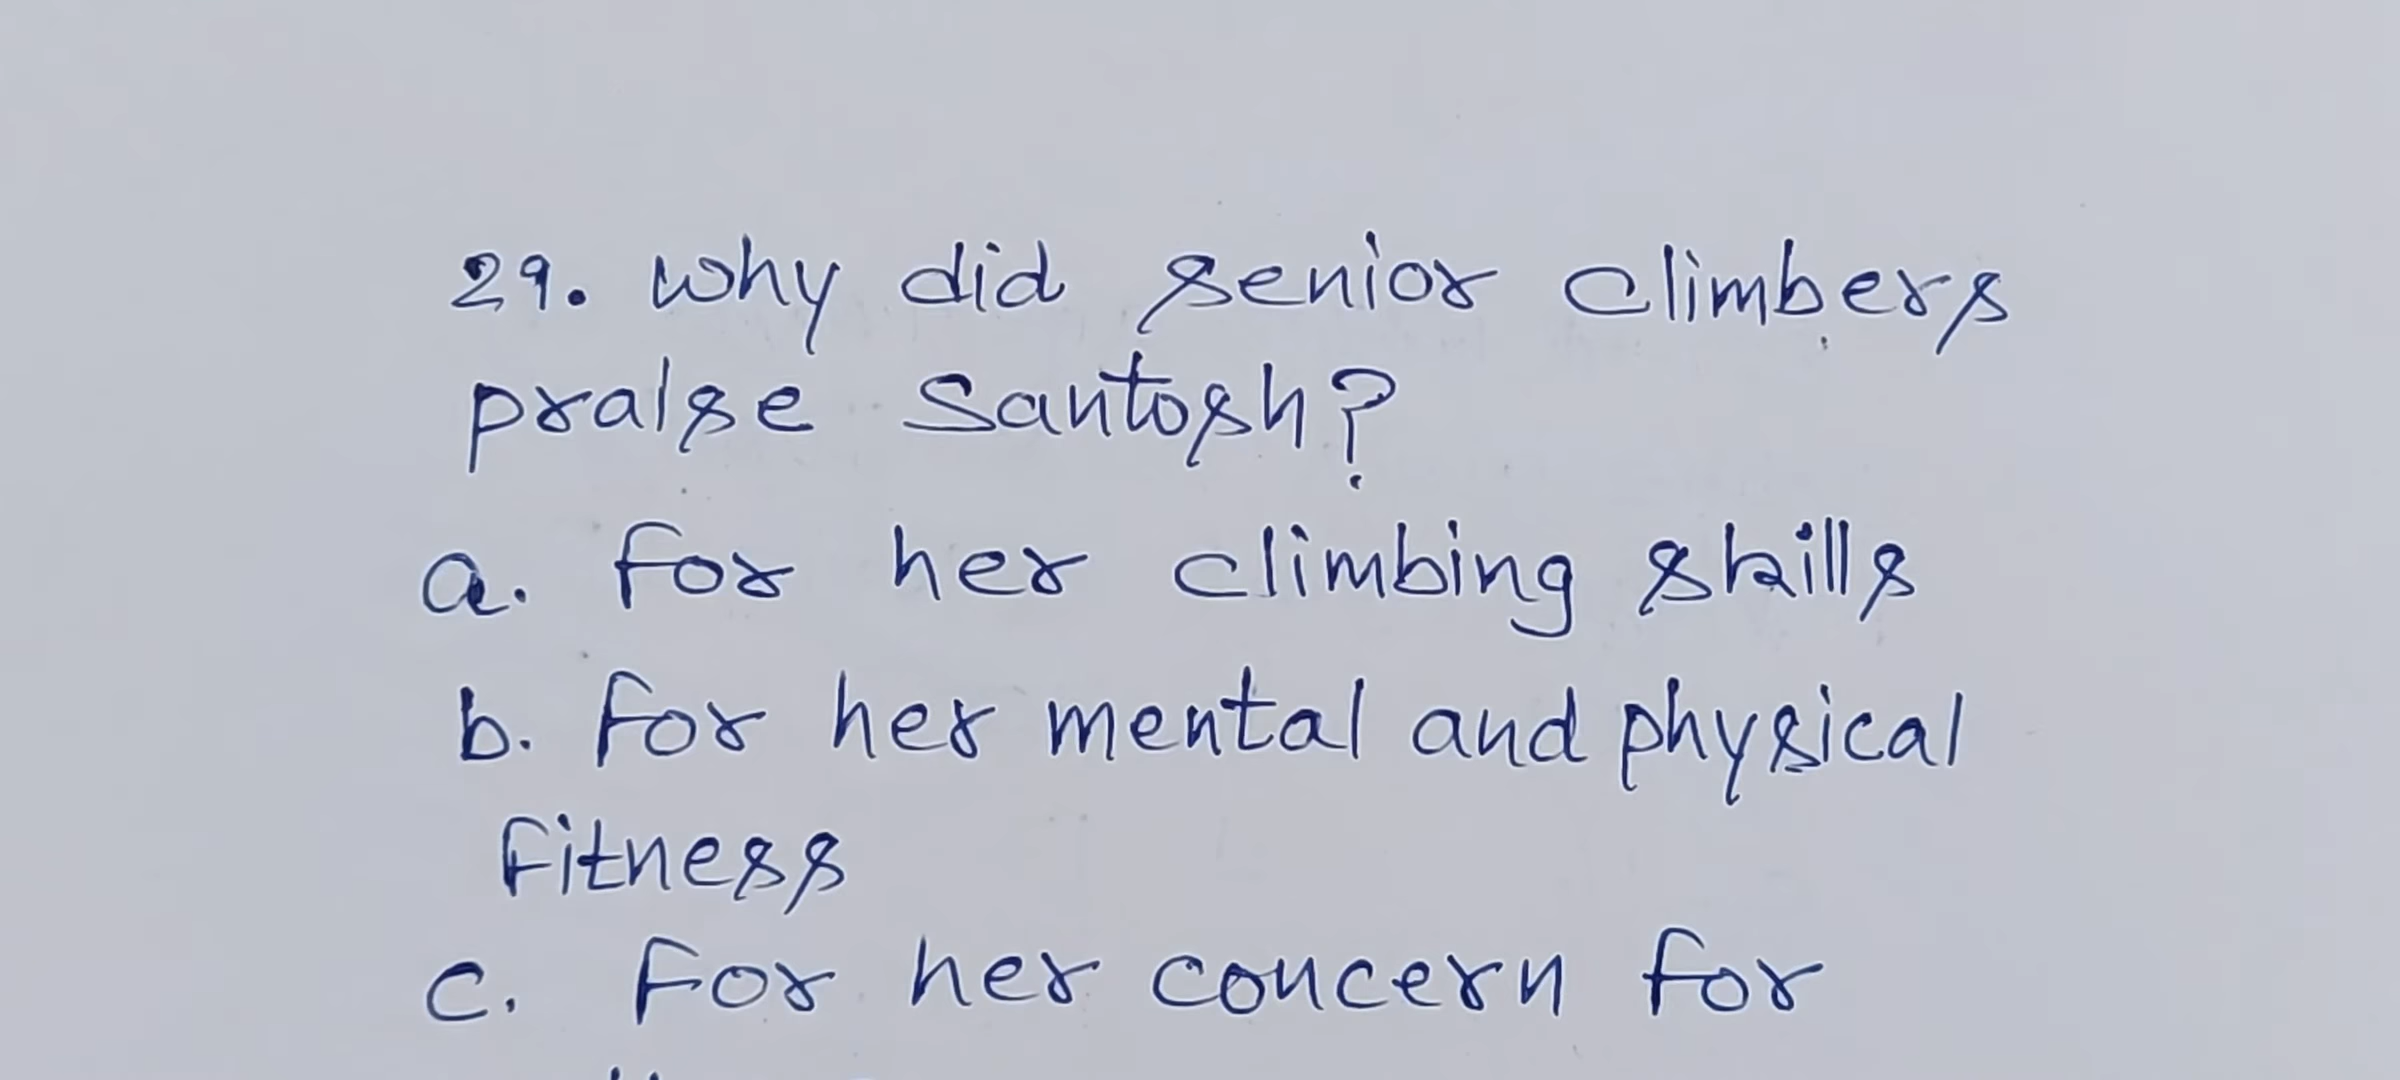 29. why did senior climbers
pralse Santosh?
a. for her climbing skills
b. for her mental and physical
fitness
c. For her concern for